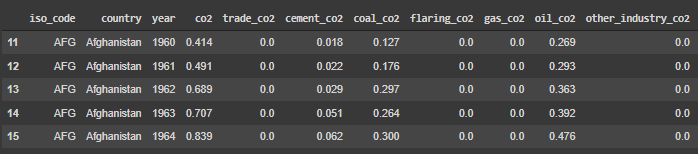 iso_code country year co2 trade_co2 cement_co2 coal_co2 flaring_co2 gas_co2 oil_co2 other_industry_co2
11 AFG Afghanistan 1960 0.414 0.0 0.018 0.127 0.0 0.0 0.269 0.0
12 AFG Afghanistan 1961 0.491 0.0 0.022 0.176 0.0 0.0 0.293 0.0
13 AFG Afghanistan 1962 0.689 0.0 0.029 0.297 0.0 0.0 0.363 0.0
14 AFG Afghanistan 1963 0.707 0.0 0.051 0.264 0.0 0.0 0.392 0.0
15 AFG Afghanistan 1964 0.839 0.0 0.062 0.300 0.0 0.0 0.476 0.0